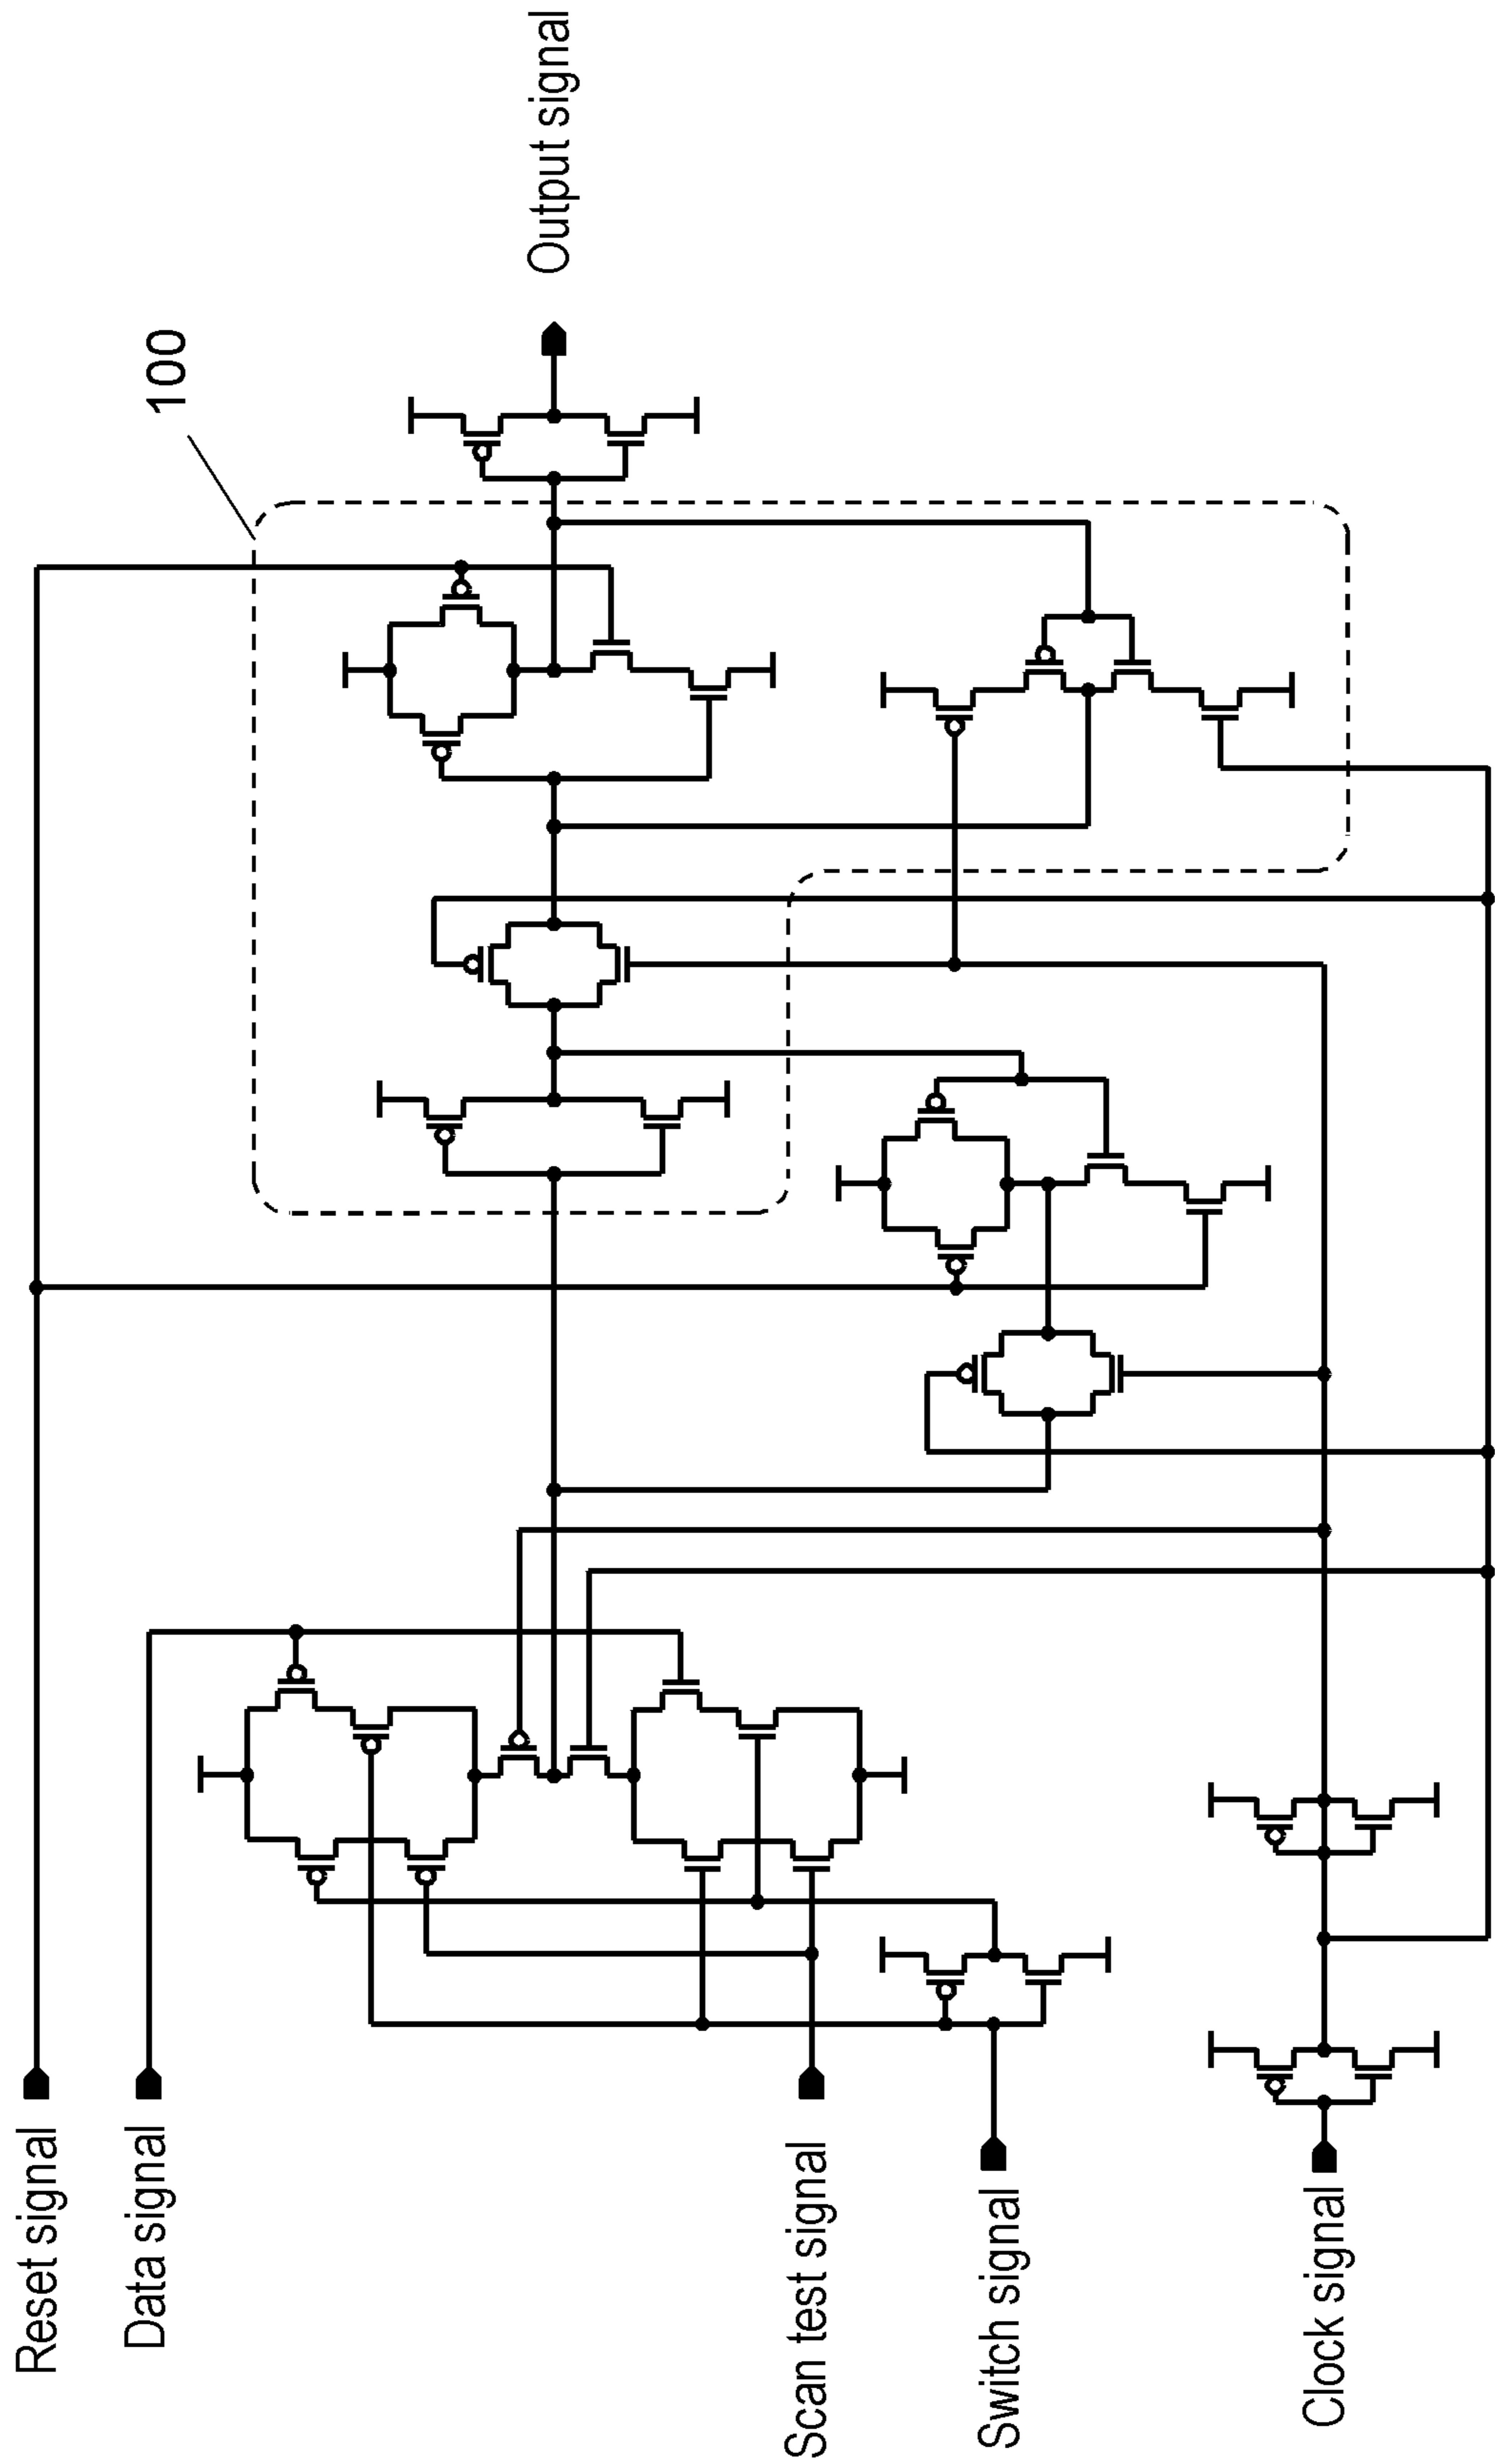 Reset signal
Data signal
Scan test signal
Switch signal
Clock signal
100
Output signal